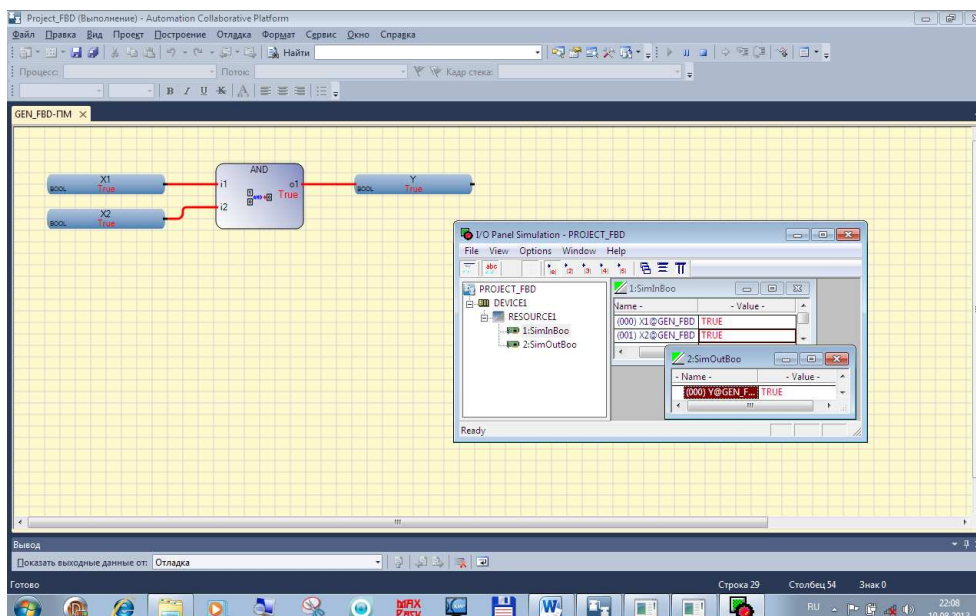 Project_FBD (Выполнение) - Automation Collaborative Platform
Файл Правка Вид Проект Построение Отладка Формат Сервис Окно Справка
Найти
Процесс: Поток: Кадр стека:
B I U K A
GEN_FBD-ПМ
AND
X1
BOOL True
i1 o1
True
Y
BOOL True
X2
BOOL True
i2
I/O Panel Simulation - PROJECT_FBD
File View Options Window Help
abc
PROJECT_FBD
DEVICE1
RESOURCE1
1:SimInBoo
2:SimOutBoo
1:SimInBoo
Name - - Value -
(000) X1@GEN_FBD TRUE
(001) X2@GEN_FBD TRUE
2:SimOutBoo
- Name - - Value -
(000) Y@GEN_F... TRUE
Ready
Вывод
Показать выходные данные от: Отладка
Готово Строка 29 Столбец 54 Знак 0
RU 22:08